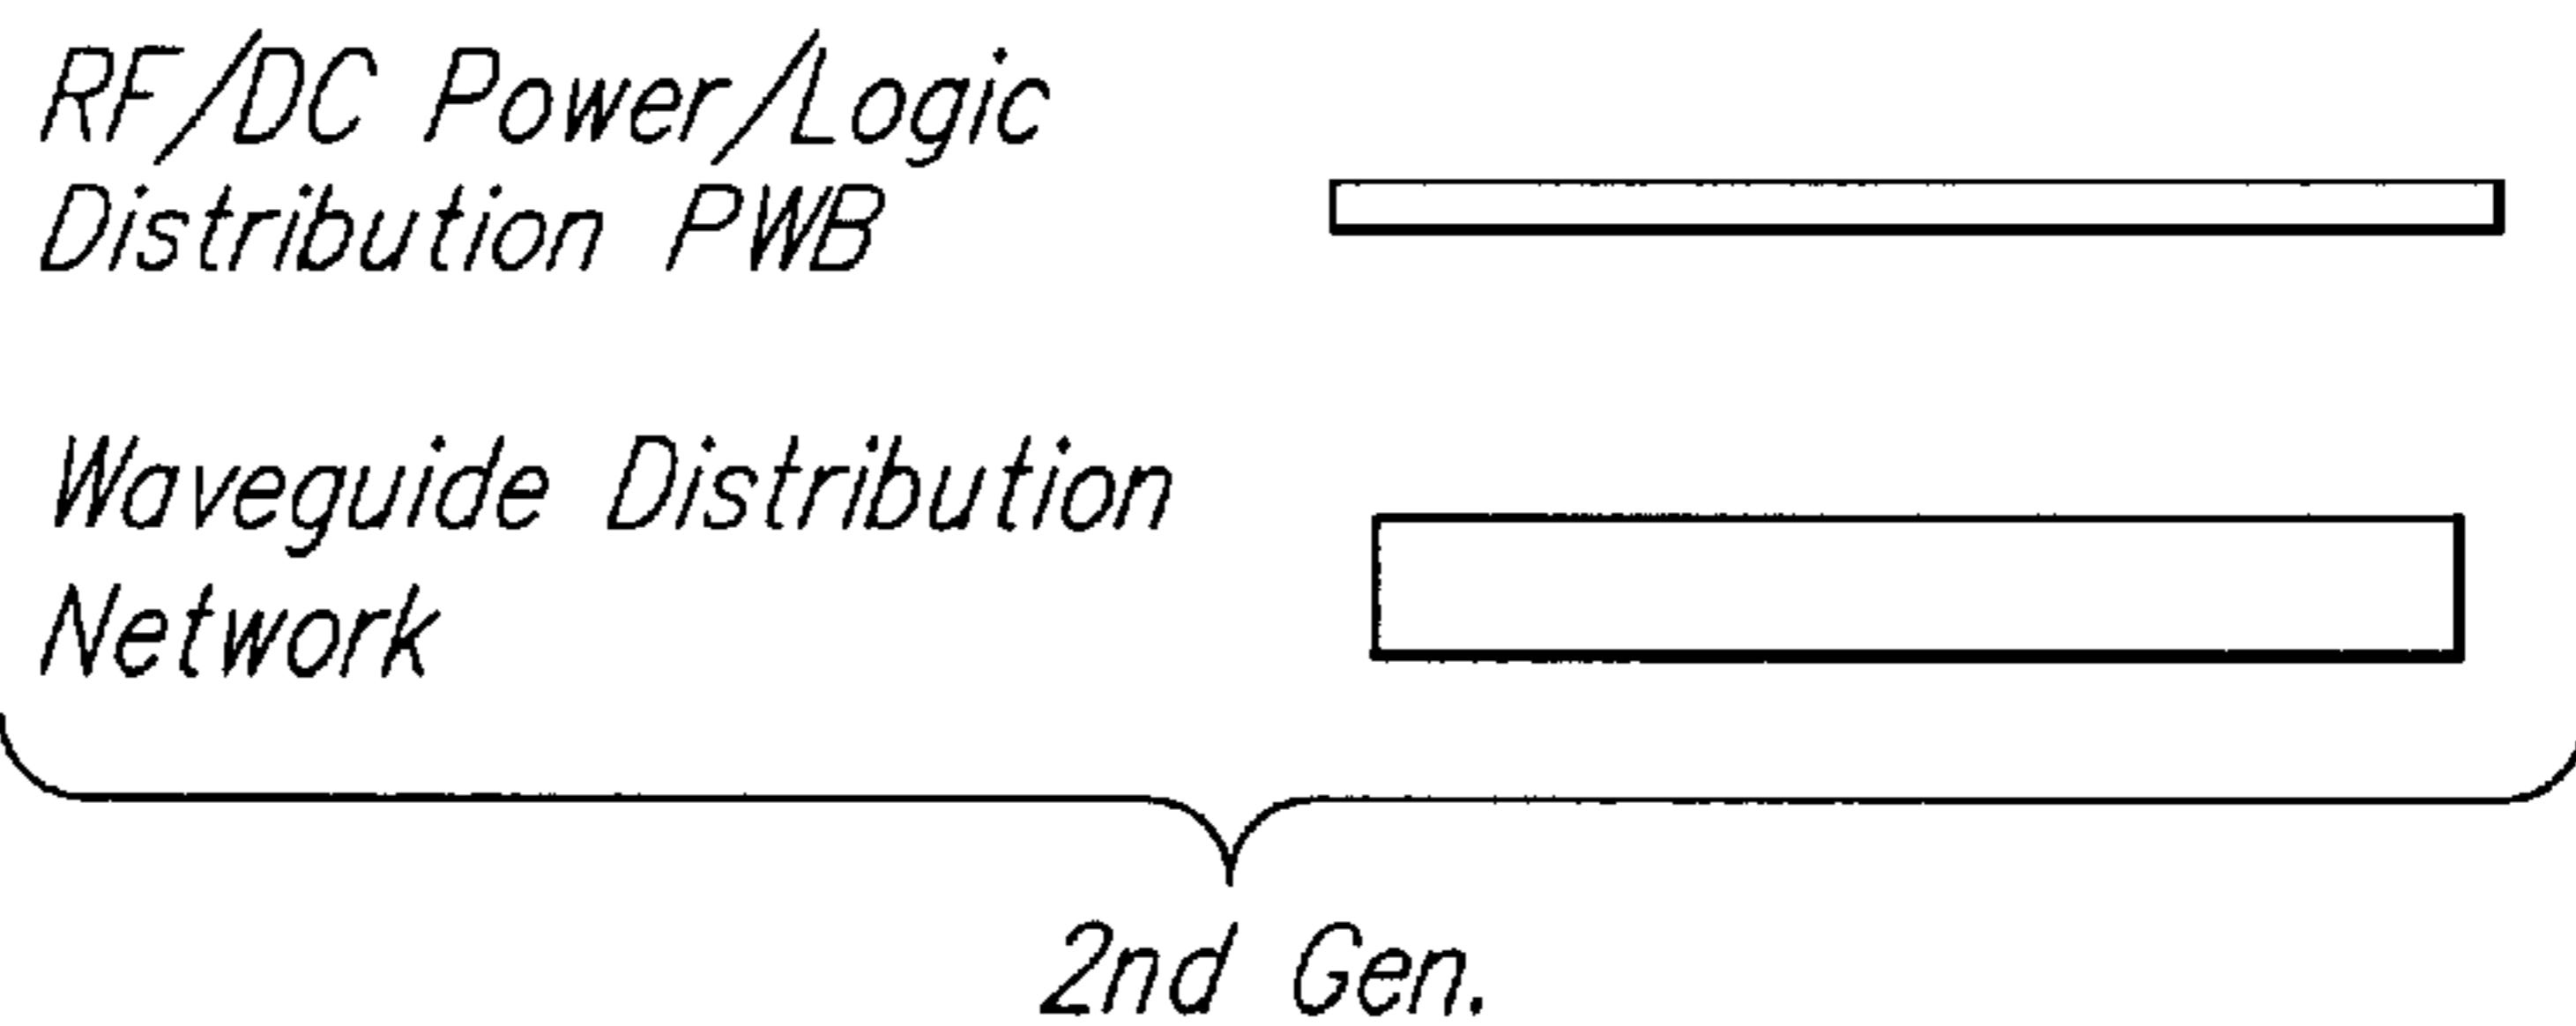 RF/DC Power/Logic
Distribution PWB
Waveguide Distribution
Network
2nd Gen.